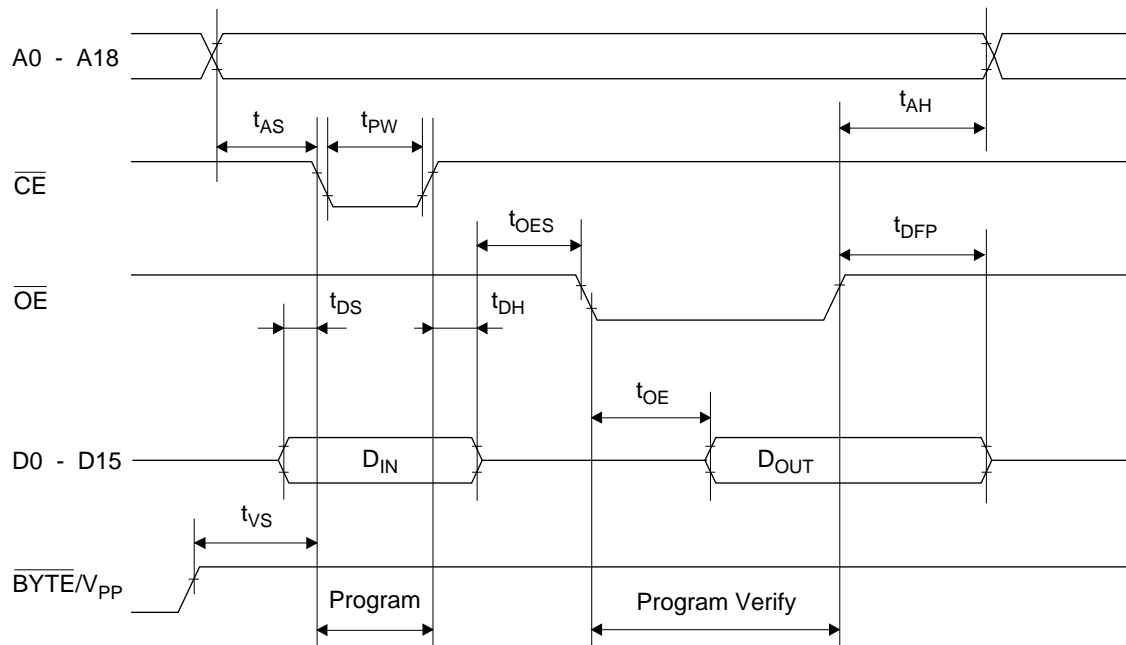 A0 - A18
tAH
tAS
tPW
CE
tOES
tDFP
OE
tDS
tDH
tOE
D0 - D15
DIN
DOUT
tVS
BYTE/VPP
Program
Program Verify